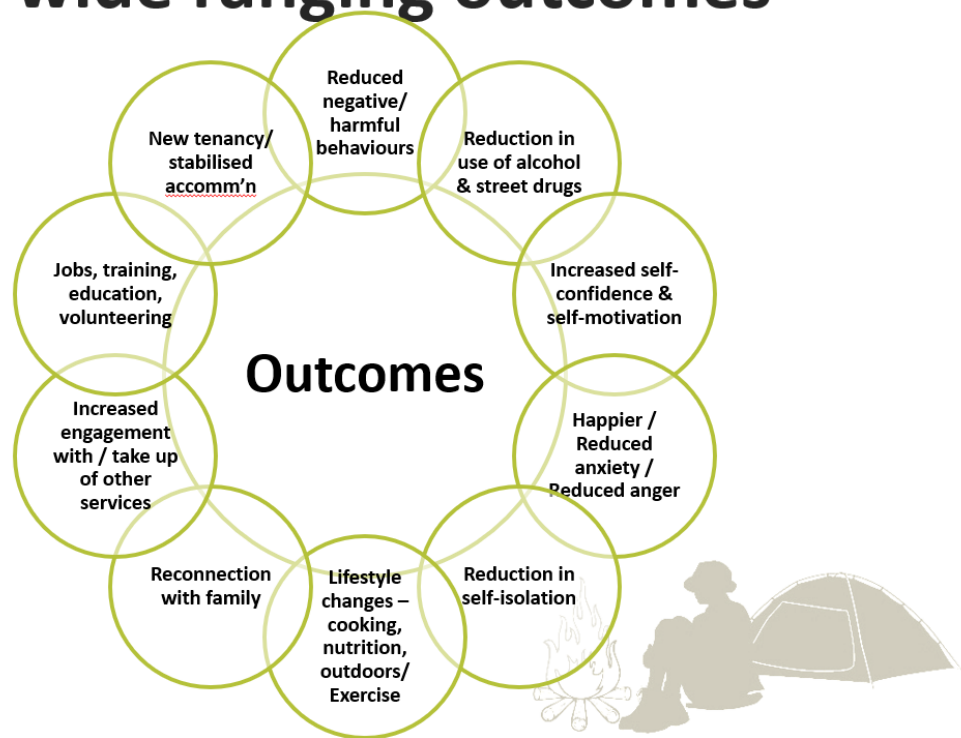 wide ranging outcomes
Reduced
negative/
harmful
behaviours
Reduction in
use of alcohol
& street drugs
Increased self-
confidence &
self-motivation
Happier /
Reduced
anxiety /
Reduced anger
Reduction in
self-isolation
Lifestyle
changes –
cooking,
nutrition,
outdoors/
Exercise
Reconnection
with family
Increased
engagement
with / take up
of other
services
Jobs, training,
education,
volunteering
New tenancy/
stabilised
accomm'n
Outcomes